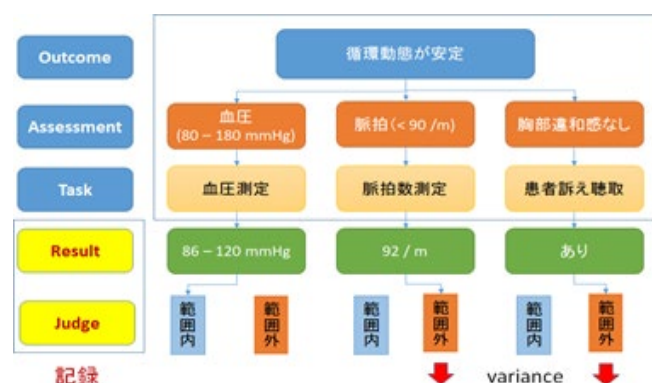 Outcome
循環動態が安定
Assessment
血圧
(80 – 180 mmHg)
脈拍(< 90 /m)
胸部違和感なし
Task
血圧測定
脈拍数測定
患者訴え聴取
Result
86 – 120 mmHg
92 / m
あり
Judge
範囲内
範囲外
範囲内
範囲外
範囲内
範囲外
記録
variance